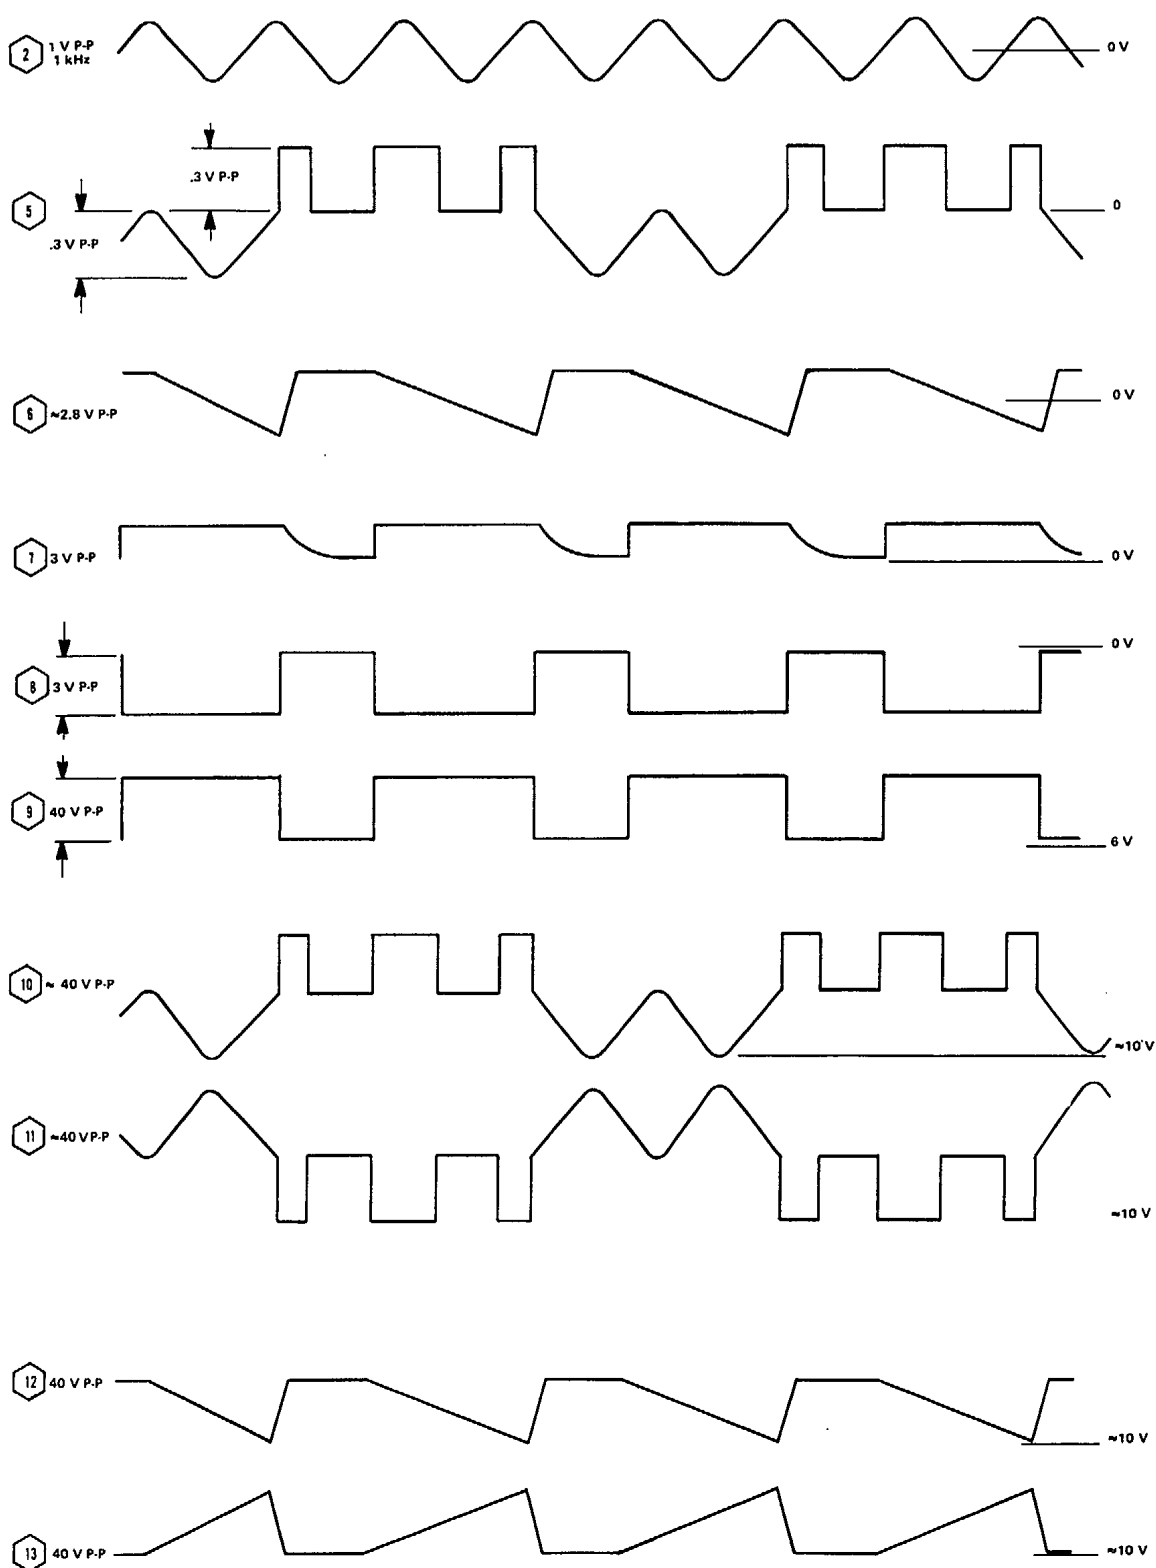 2 1 V P-P
1 kHz
0 V
.3 V P-P
5
0
.3 V P-P
6 ≈2.8 V P-P
0 V
7 3 V P-P
0 V
0 V
8 3 V P-P
9 40 V P-P
6 V
10 ≈ 40 V P-P
≈10 V
11 ≈40 V P-P
≈10 V
12 40 V P-P
≈10 V
13 40 V P-P
≈10 V